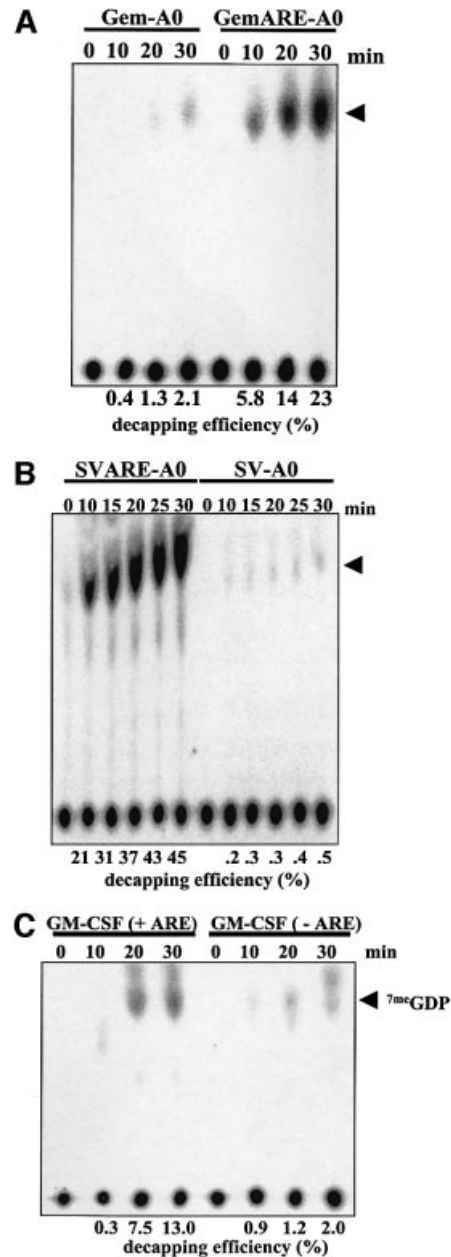 A
Gem-A0 GemARE-A0
0 10 20 30 0 10 20 30 min
0.4 1.3 2.1 5.8 14 23
decapping efficiency (%)
B
SVARE-A0 SV-A0
0 10 15 20 25 30 0 10 15 20 25 30 min
21 31 37 43 45 .2 .3 .3 .4 .5
decapping efficiency (%)
C
GM-CSF (+ ARE) GM-CSF ( - ARE)
0 10 20 30 0 10 20 30 min
7meGDP
0.3 7.5 13.0 0.9 1.2 2.0
decapping efficiency (%)